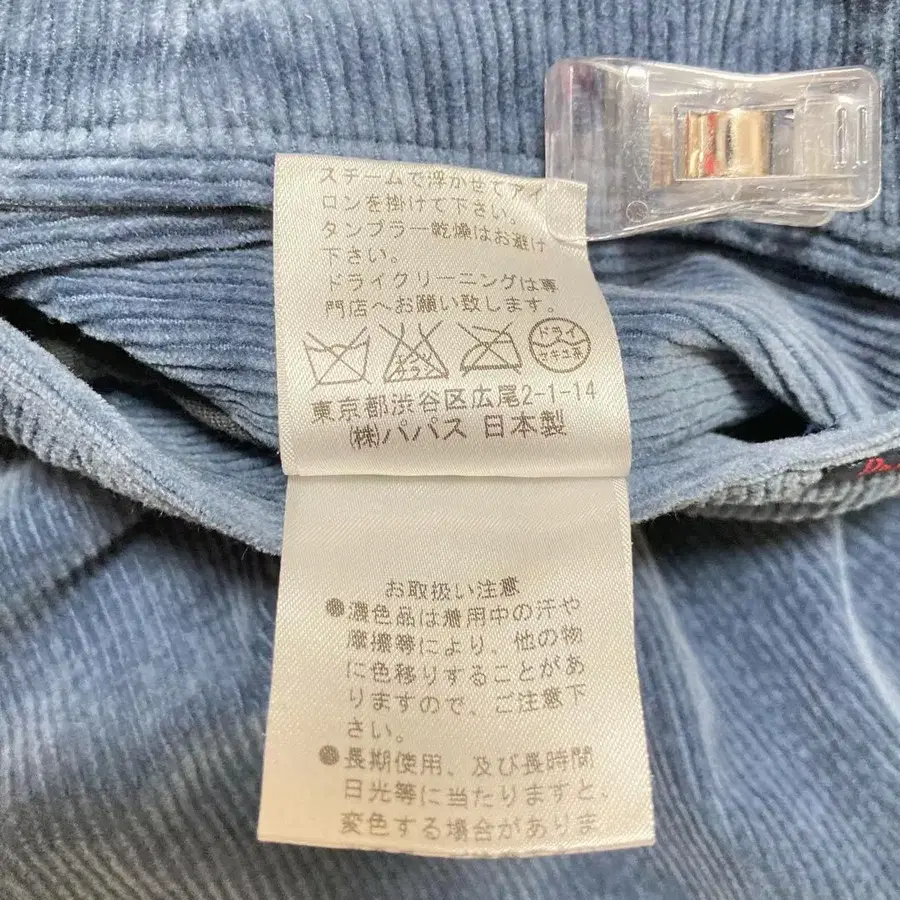 スチームで浮かせてアイ
ロンを掛けて下さい。
タンブラー乾燥はお避け
下さい。
ドライクリーニングは専
門店へお願い致します。
エンソ
サラシ
ドライ
セキユ系
東京都渋谷区広尾2-1-14
㈱パパス 日本製
お取扱い注意
●濃色品は着用中の汗や
摩擦等により、他の物
に色移りすることがあ
りますので、ご注意下
さい。
●長期使用、及び長時間
日光等に当たりますと、
変色する場合がありま